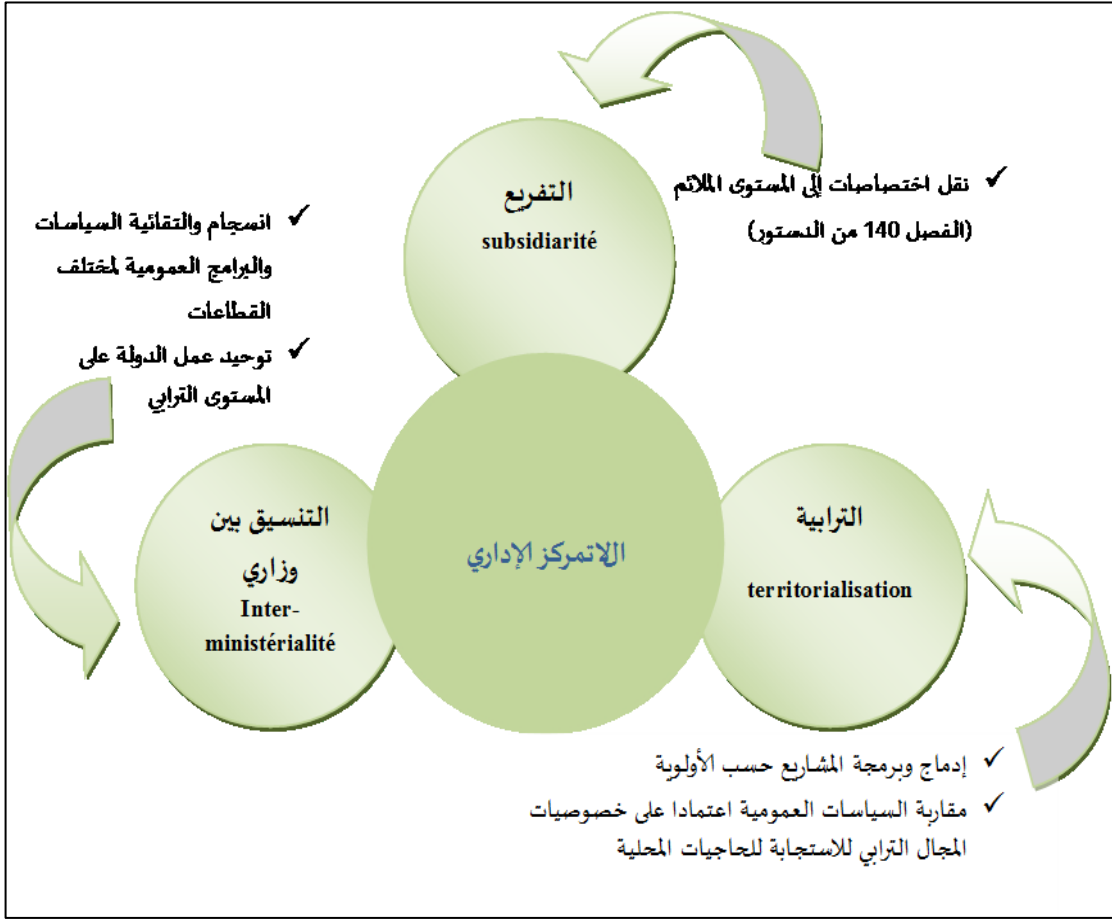 التفريع
subsidiarité
✓ نقل اختصاصات إلى المستوى الملائم
(الفصل 140 من الدستور)
✓ انسجام والتقائية السياسات
والبرامج العمومية لمختلف
القطاعات
✓ توحيد عمل الدولة على
المستوى الترابي
التنسيق بين
وزاري
Inter-
ministérialité
اللاتمركز الإداري
الترابية
territorialisation
✓ إدماج وبرمجة المشاريع حسب الأولوية
✓ مقاربة السياسات العمومية اعتمادا على خصوصيات
المجال الترابي للاستجابة للحاجيات المحلية